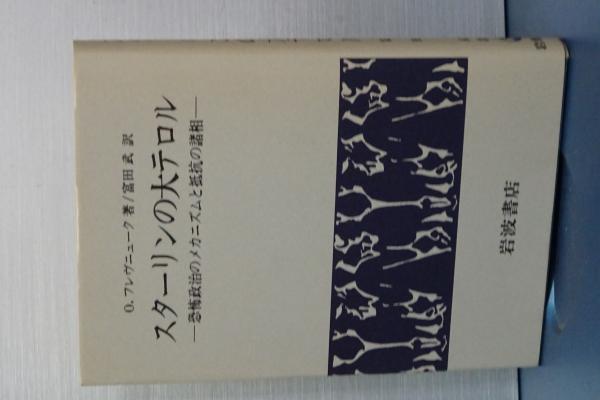 O. フレヴニューク 著/富田 武 訳
スターリンの大テロル
―恐怖政治のメカニズムと抵抗の諸相―
岩波書店